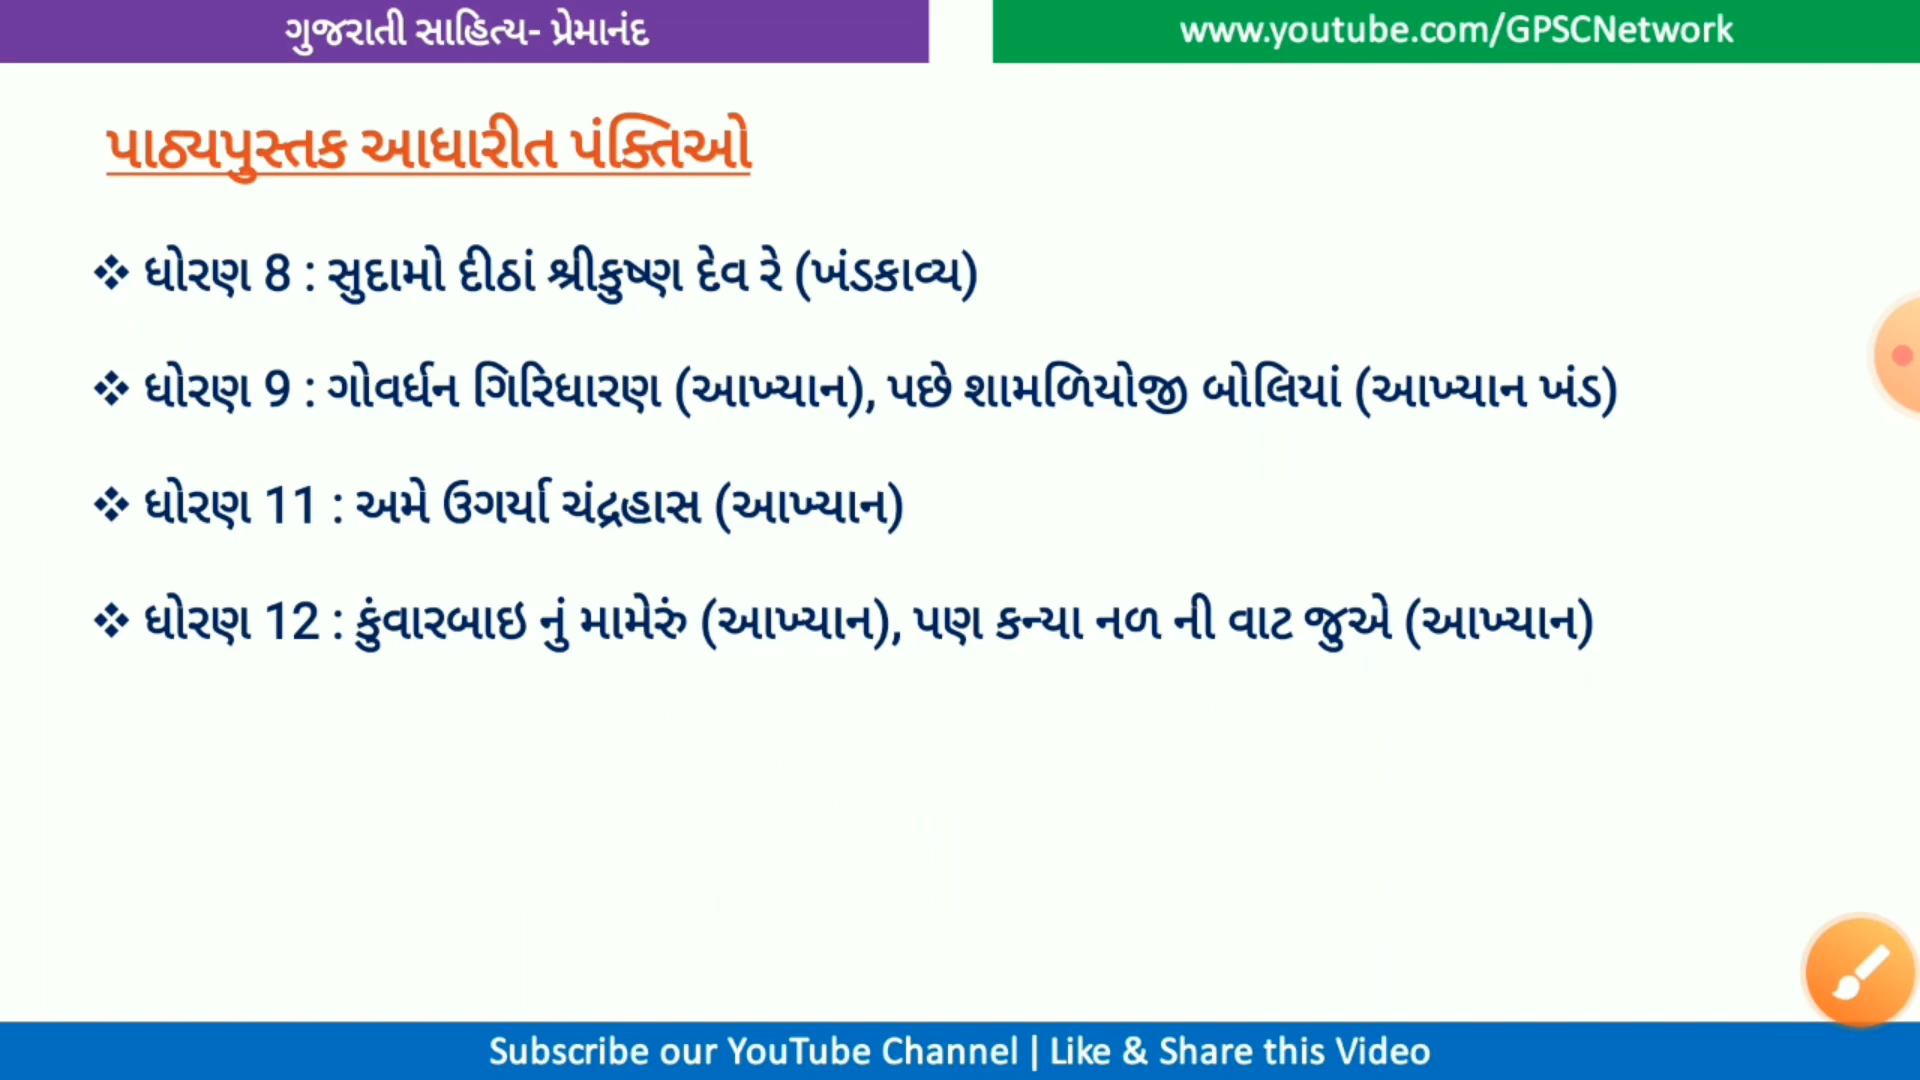 ગુજરાતી સાહિત્ય- પ્રેમાનંદ
www.youtube.com/GPSCNetwork
પાઠ્યપુસ્તક આધારીત પંક્તિઓ
❖ ધોરણ 8 : સુદામો દીઠાં શ્રીકુષ્ણ દેવ રે (ખંડકાવ્ય)
❖ ધોરણ 9 : ગોવર્ધન ગિરિધારણ (આખ્યાન), પછે શામળિયોજી બોલિયાં (આખ્યાન ખંડ)
❖ ધોરણ 11 : અમે ઉગર્યા ચંદ્રહાસ (આખ્યાન)
❖ ધોરણ 12 : કુંવારબાઇ નું મામેરું (આખ્યાન), પણ કન્યા નળ ની વાટ જુએ (આખ્યાન)
Subscribe our YouTube Channel | Like & Share this Video